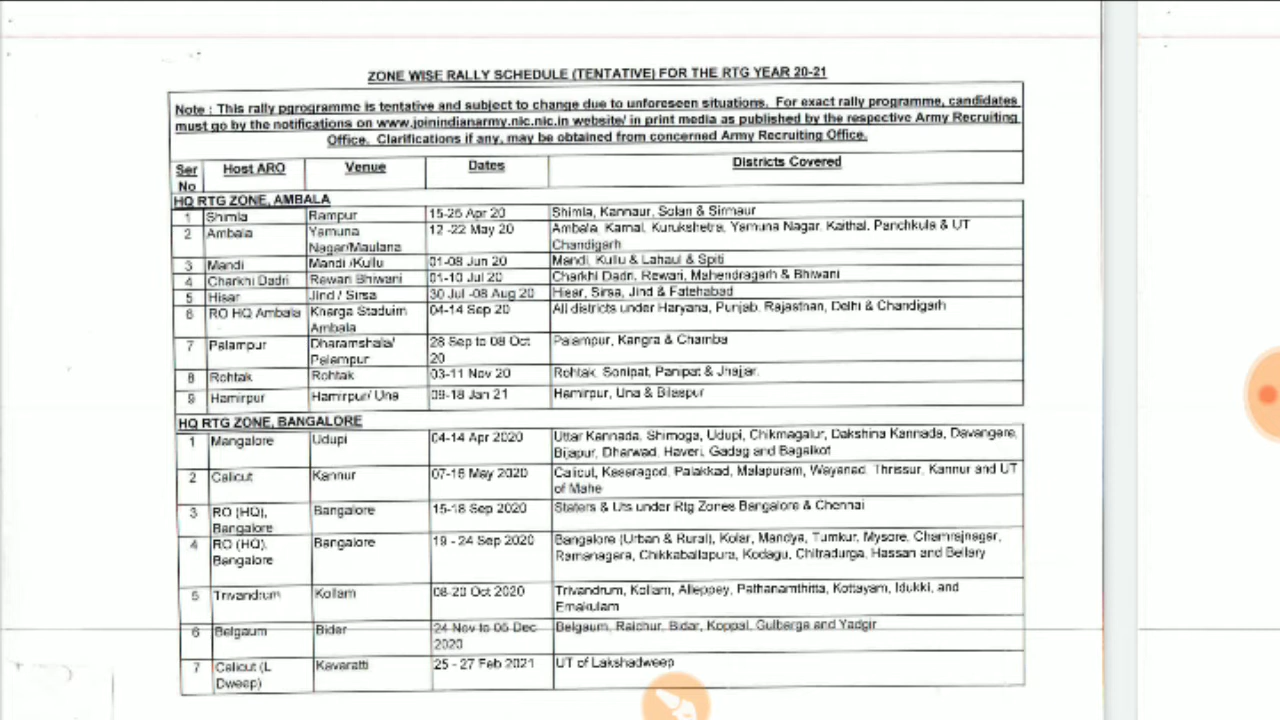 ZONE WISE RALLY SCHEDULE (TENTATIVE) FOR THE RTG YEAR 20-21
Note : This rally pgrogramme is tentative and subject to change due to unforeseen situations. For exact rally programme, candidates
must go by the notifications on www.joinindianarmy.nic.nic.in website/ in print media as published by the respective Army Recruiting
Office. Clarifications if any, may be obtained from concerned Army Recruiting Office.
Ser No Host ARO Venue Dates Districts Covered
HQ RTG ZONE, AMBALA
1 Shimla Rampur 15-25 Apr 20 Shimla, Kannaur, Solan & Sirmaur
2 Ambala Yamuna Nagar/Maulana 12 -22 May 20 Ambala, Karnal, Kurukshetra, Yamuna Nagar, Kaithal, Panchkula & UT
Chandigarh
3 Mandi Mandi /Kullu 01-08 Jun 20 Mandi, Kullu & Lahaul & Spiti
4 Charkhi Dadri Rewari Bhiwani 01-10 Jul 20 Charkhi Dadri, Rewari, Mahendragarh & Bhiwani
5 Hisar Jind / Sirsa 30 Jul -08 Aug 20 Hisar, Sirsa, Jind & Fatehabad
6 RO HQ Ambala Kharga Staduim Ambala 04-14 Sep 20 All districts under Haryana, Punjab, Rajasthan, Delhi & Chandigarh
7 Palampur Dharamshala/ Palampur 28 Sep to 08 Oct 20 Palampur, Kangra & Chamba
8 Rohtak Rohtak 03-11 Nov 20 Rohtak, Sonipat, Panipat & Jhajjar.
9 Hamirpur Hamirpur/ Una 09-18 Jan 21 Hamirpur, Una & Bilaspur
HQ RTG ZONE, BANGALORE
1 Mangalore Udupi 04-14 Apr 2020 Uttar Kannada, Shimoga, Udupi, Chikmagalur, Dakshina Kannada, Davangere,
Bijapur, Dharwad, Haveri, Gadag and Bagalkot
2 Calicut Kannur 07-15 May 2020 Calicut, Kasaragod, Palakkad, Malapuram, Wayanad, Thrissur, Kannur and UT
of Mahe
3 RO (HQ), Bangalore Bangalore 15-18 Sep 2020 Staters & Uts under Rtg Zones Bangalore & Chennai
4 RO (HQ), Bangalore Bangalore 19 - 24 Sep 2020 Bangalore (Urban & Rural), Kolar, Mandya, Tumkur, Mysore, Chamrajnagar,
Ramanagara, Chikkaballapura, Kodagu, Chitradurga, Hassan and Bellary
5 Trivandrum Kollam 08-20 Oct 2020 Trivandrum, Kollam, Alleppey, Pathanamthitta, Kottayam, Idukki, and
Ernakulam
6 Belgaum Bidar 24 Nov to 05 Dec 2020 Belgaum, Raichur, Bidar, Koppal, Gulbarga and Yadgir
7 Calicut (L Dweep) Kavaratti 25 - 27 Feb 2021 UT of Lakshadweep